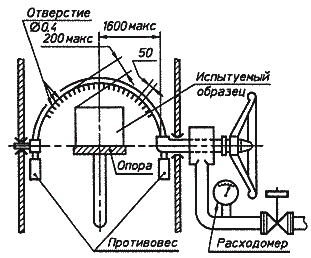 Отверстие
Ø0,4
200 макс
1600 макс
50
Испытуемый
образец
Опора
Противовес
Расходомер